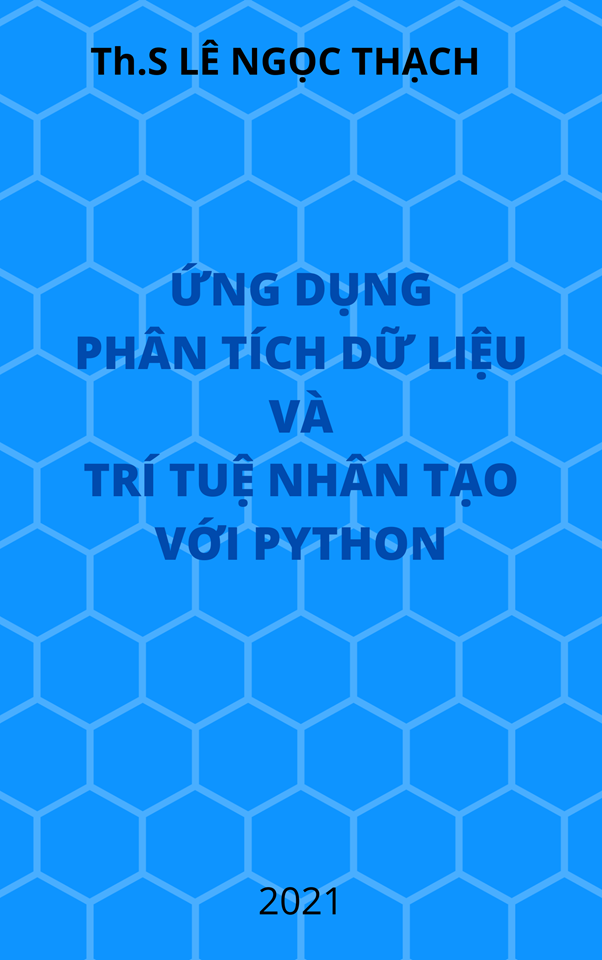 Th.S LÊ NGỌC THẠCH
ỨNG DỤNG
PHÂN TÍCH DỮ LIỆU
VÀ
TRÍ TUỆ NHÂN TẠO
VỚI PYTHON
2021